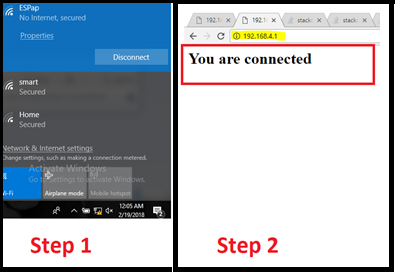 ESPap
No Internet, secured
Properties
Disconnect
smart
Secured
Home
Secured
Network & Internet settings
Change settings, such as making a connection metered.
Activate Windows
Go to Settings to activate Windows.
Wi-Fi
Airplane mode
Mobile hotspot
12:05 AM
2/19/2018
2
Step 1
192.1
192.1
stack
stack
192.168.4.1
You are connected
Step 2